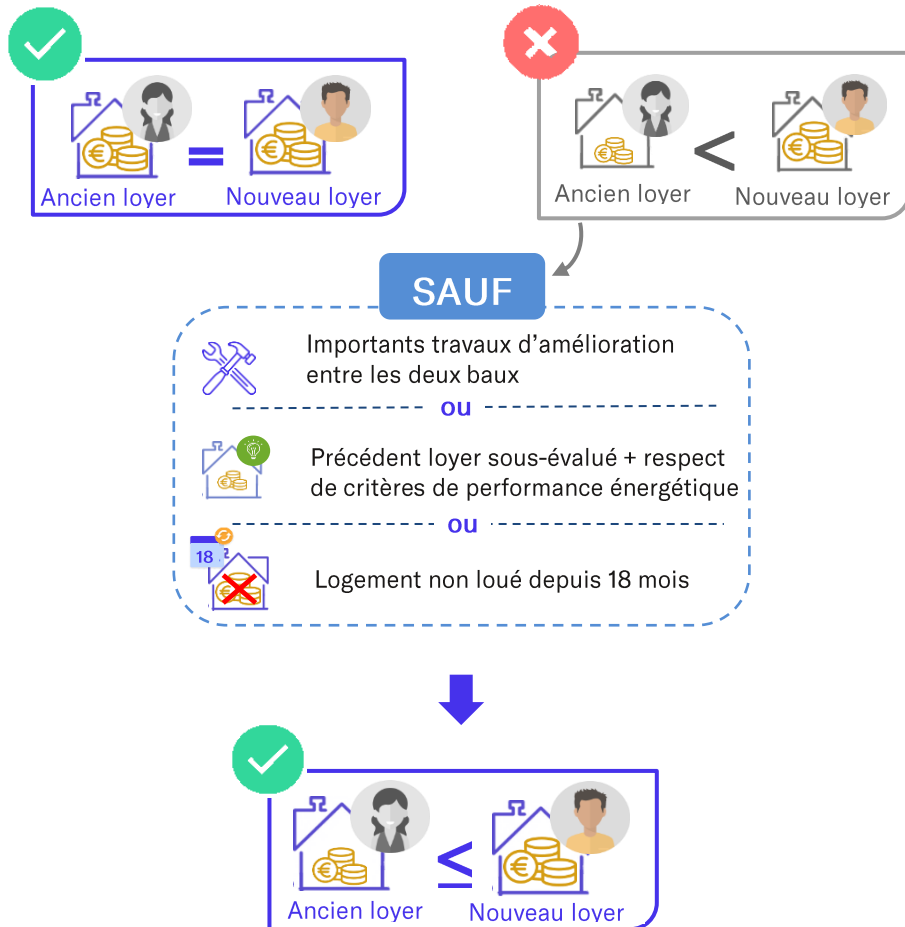 €
=
€
Ancien loyer
Nouveau loyer
€
<
€
Ancien loyer
Nouveau loyer
SAUF
Importants travaux d’amélioration
entre les deux baux
ou
€
Précédent loyer sous-évalué + respect
de critères de performance énergétique
ou
18
€
Logement non loué depuis 18 mois
€
≤
€
Ancien loyer
Nouveau loyer